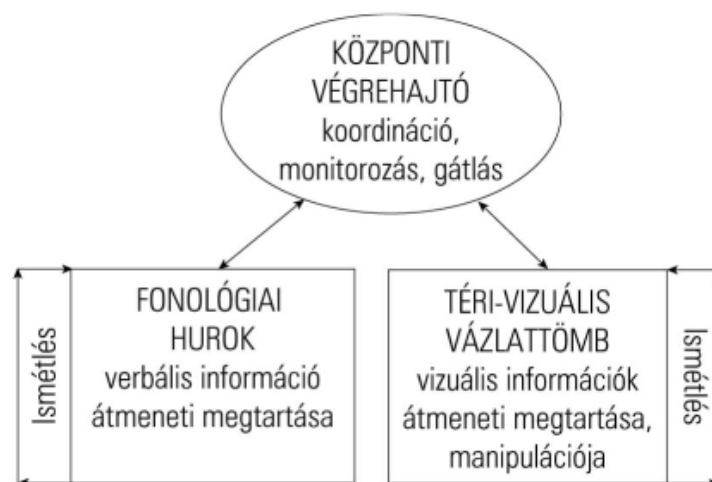 KÖZPONTI
VÉGREHAJTÓ
koordináció,
monitorozás, gátlás
Ismétlés
FONOLÓGIAI
HUROK
verbális információ
átmeneti megtartása
TÉRI-VIZUÁLIS
VÁZLATTÖMB
vizuális információk
átmeneti megtartása,
manipulációja
Ismétlés